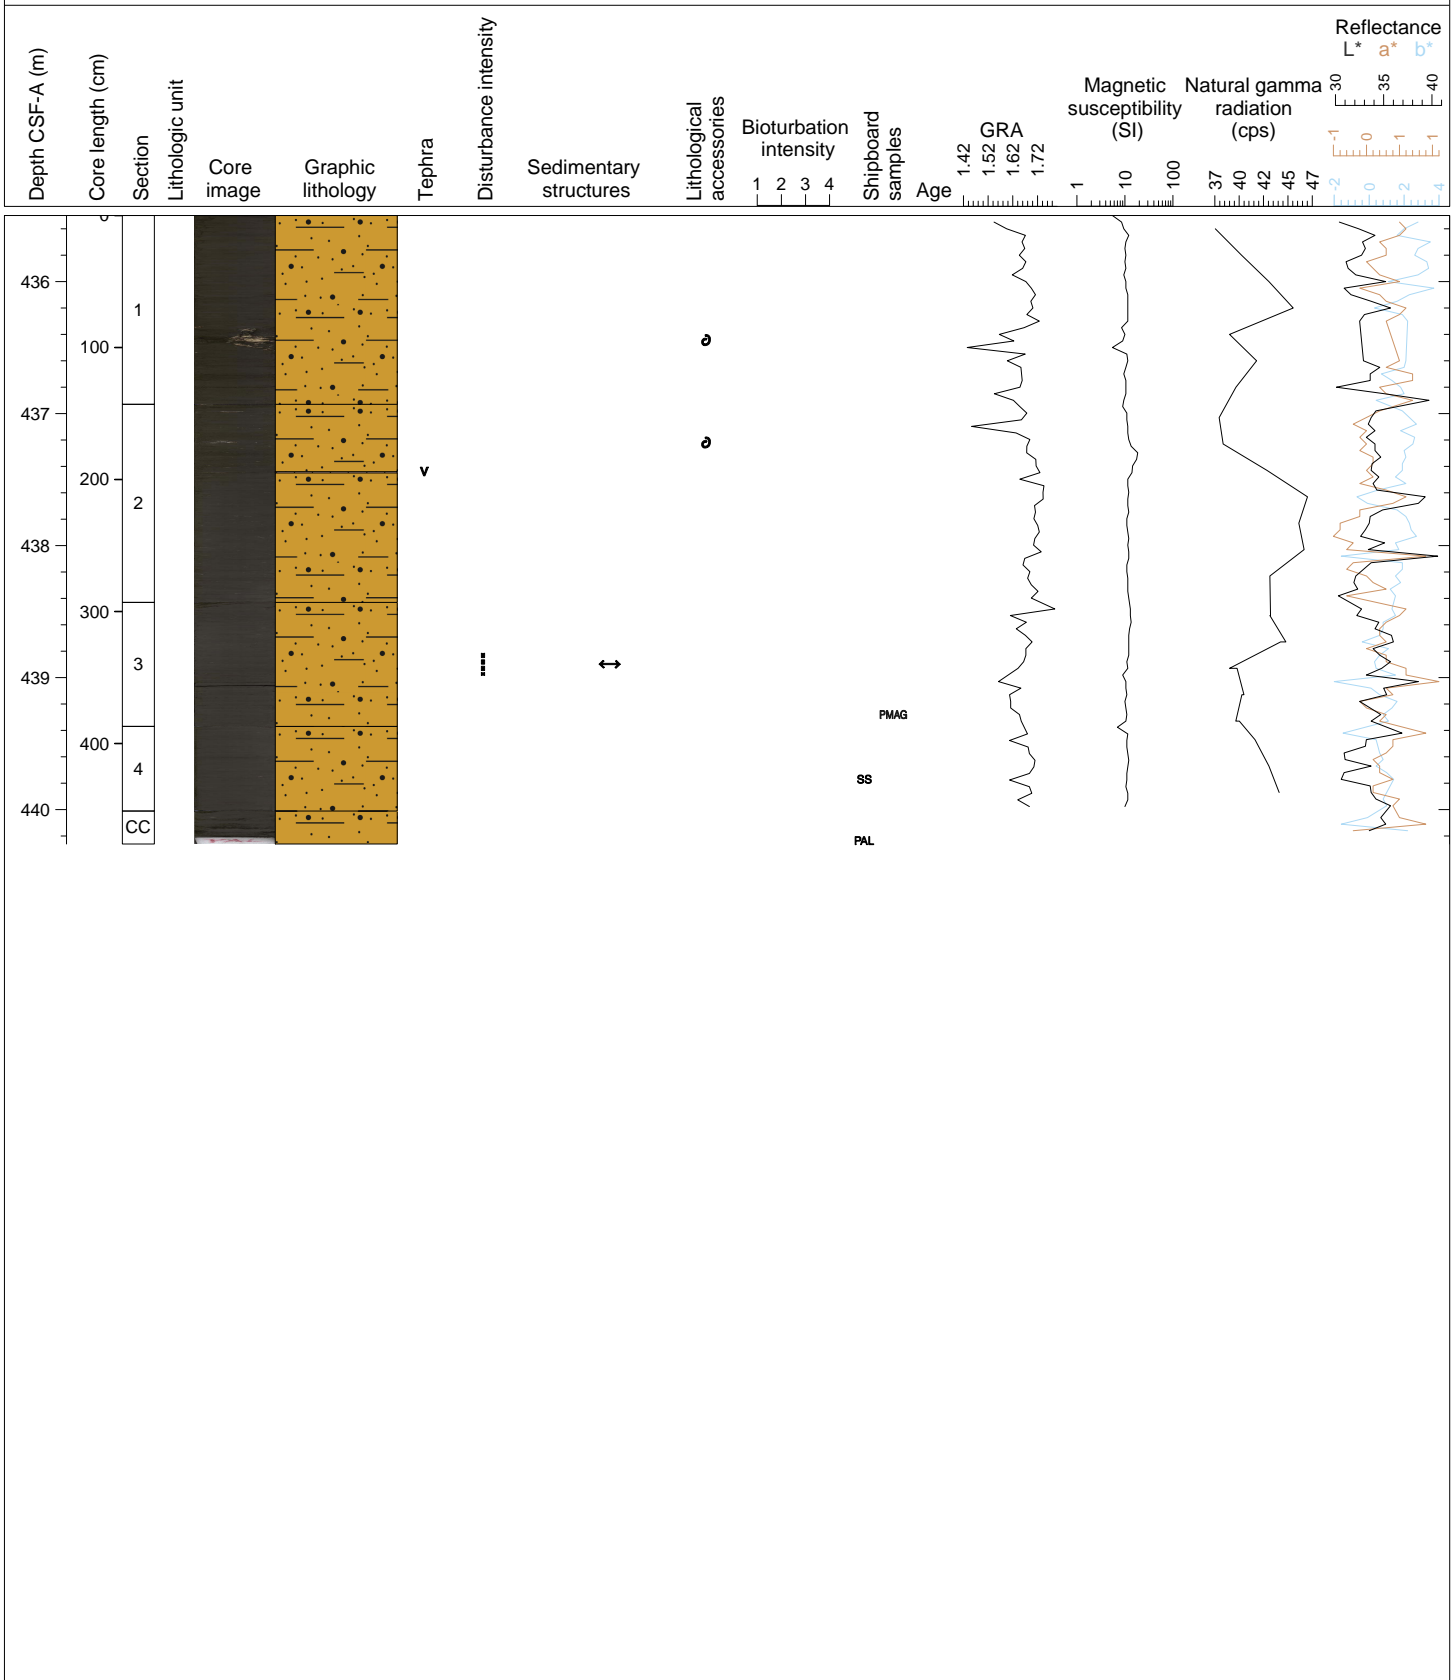 Depth CSF-A (m)
Core length (cm)
Section
Lithologic unit
Core
image
Graphic
lithology
Tephra
Disturbance intensity
Sedimentary
structures
Lithological
accessories
Bioturbation
intensity
1 2 3 4
Shipboard
samples
Age
GRA
1.42 1.52 1.62 1.72
Magnetic
susceptibility
(SI)
1 10 100
Natural gamma
radiation
(cps)
37 40 42 45 47
Reflectance
L* a* b*
30 35 40
-1 0 1 1
-2 0 2 4
0
436
1
100
437
V
200
2
438
300
3
439
PMAG
400
4
SS
440
CC
PAL